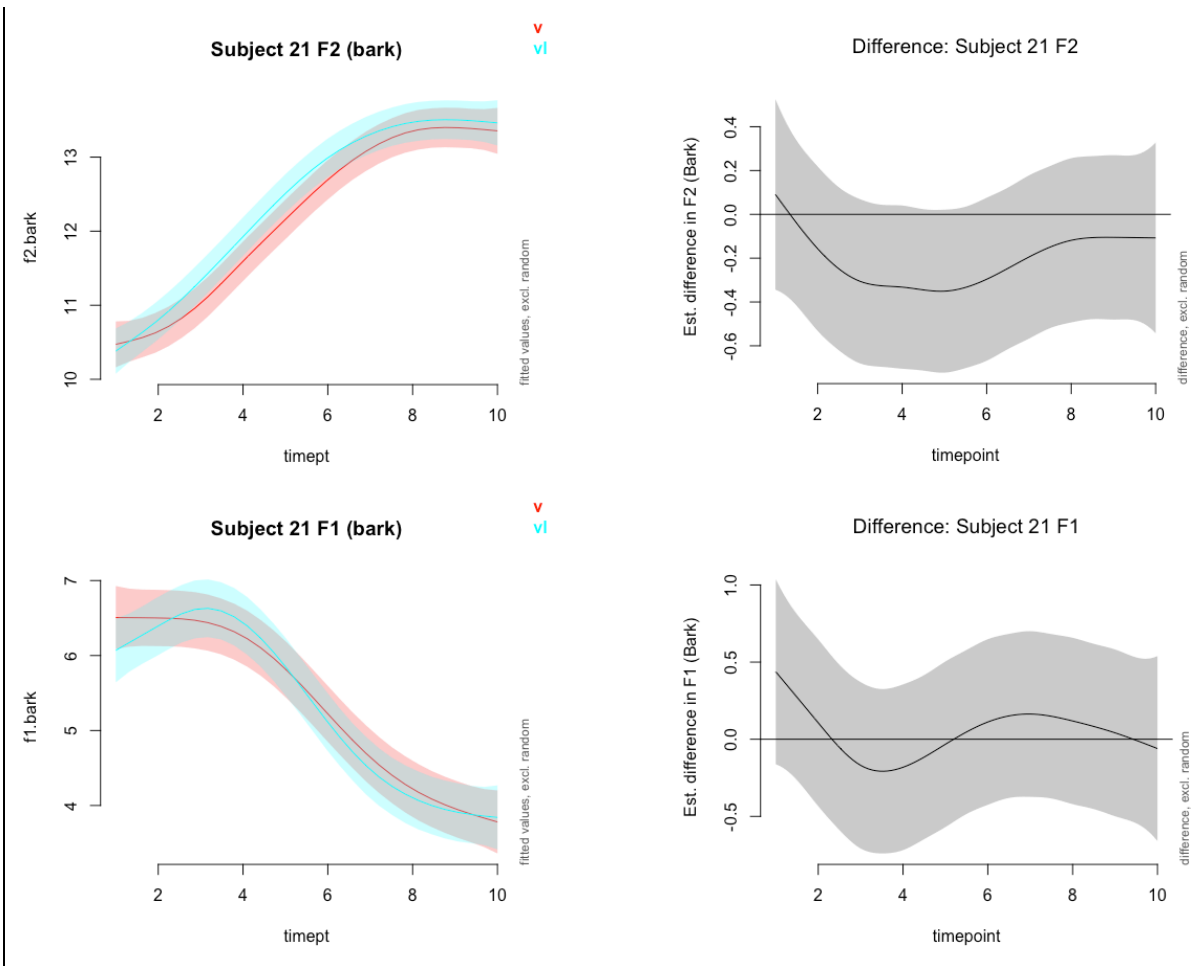 Subject 21 F2 (bark)
v
vl
f2.bark
13
12
11
10
2 4 6 8 10
timept
fitted values, excl. random
Difference: Subject 21 F2
Est. difference in F2 (Bark)
0.4
0.2
0.0
-0.2
-0.4
-0.6
2 4 6 8 10
timepoint
difference, excl. random
Subject 21 F1 (bark)
v
vl
f1.bark
7
6
5
4
2 4 6 8 10
timept
fitted values, excl. random
Difference: Subject 21 F1
Est. difference in F1 (Bark)
1.0
0.5
0.0
-0.5
2 4 6 8 10
timepoint
difference, excl. random